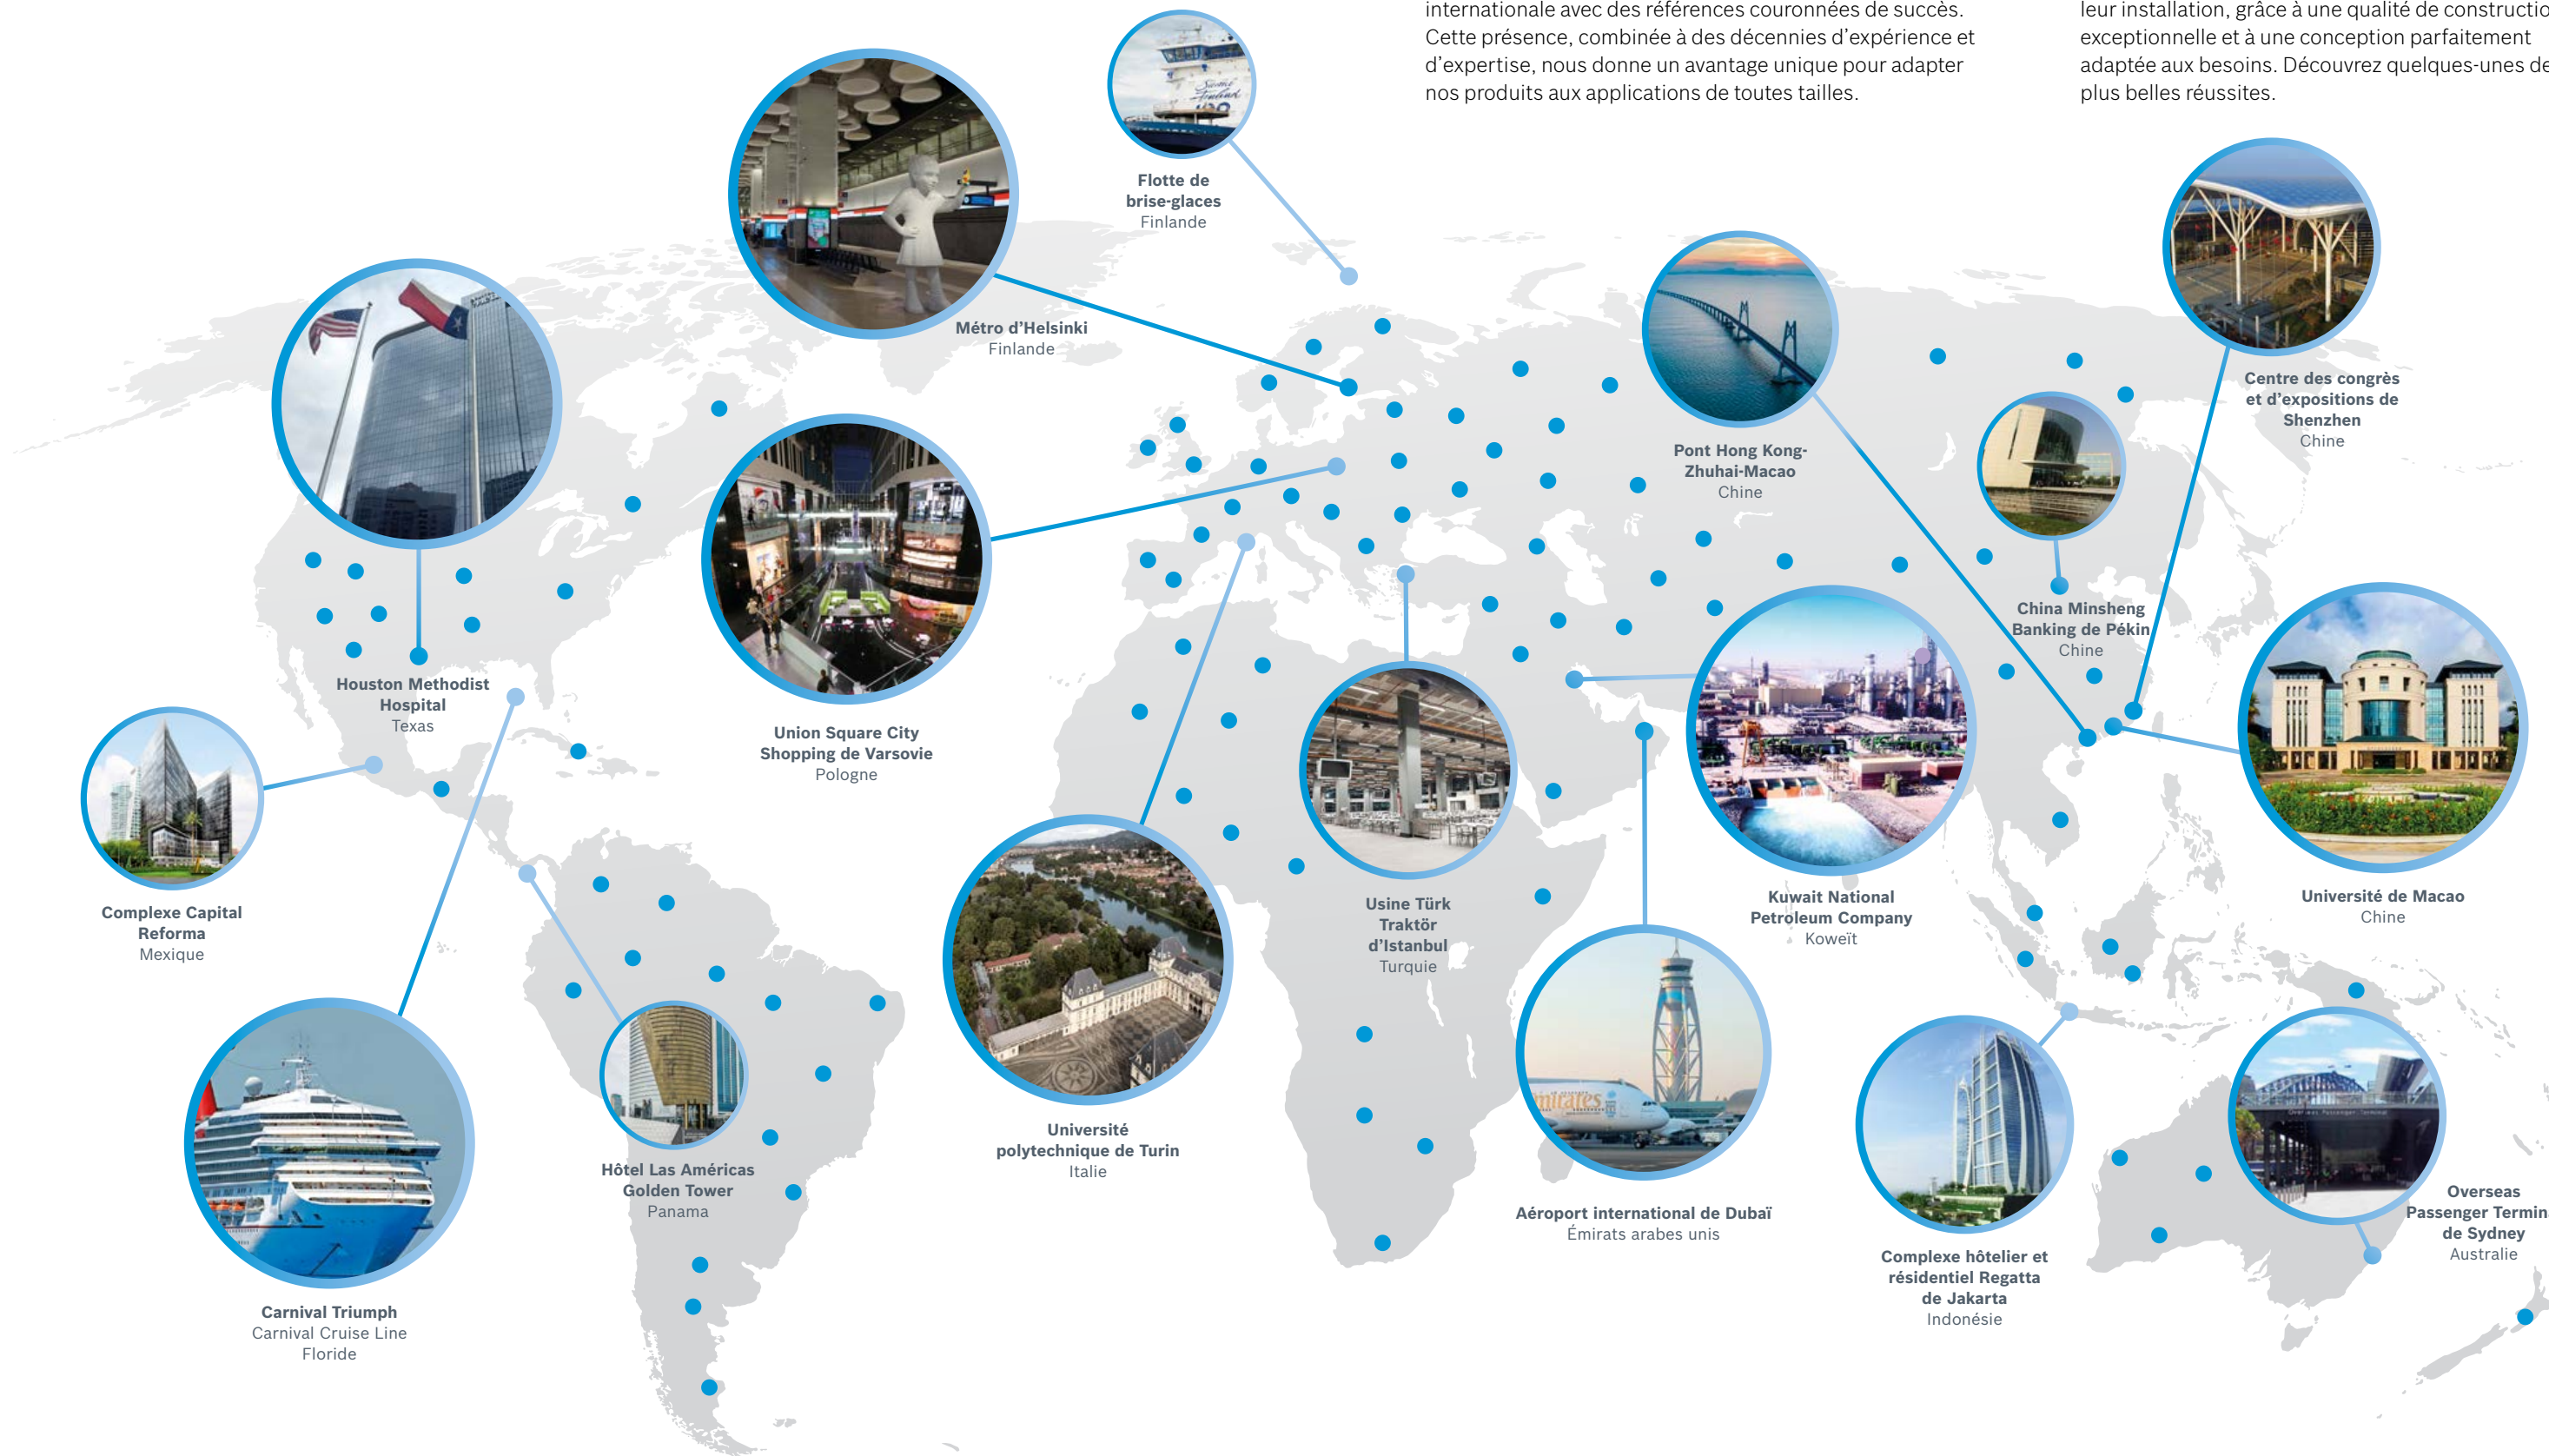 internationale avec des références couronnées de succès.
Cette présence, combinée à des décennies d’expérience et
d’expertise, nous donne un avantage unique pour adapter
nos produits aux applications de toutes tailles.
leur installation, grâce à une qualité de constructio
exceptionnelle et à une conception parfaitement
adaptée aux besoins. Découvrez quelques-unes de
plus belles réussites.
Flotte de
brise-glaces
Finlande
Métro d’Helsinki
Finlande
Centre des congrès
et d’expositions de
Shenzhen
Chine
Pont Hong Kong-
Zhuhai-Macao
Chine
China Minsheng
Banking de Pékin
Chine
Houston Methodist
Hospital
Texas
Union Square City
Shopping de Varsovie
Pologne
Complexe Capital
Reforma
Mexique
Usine Türk
Traktör
d’Istanbul
Turquie
Kuwait National
Petroleum Company
Koweït
Université de Macao
Chine
Université
polytechnique de Turin
Italie
Hôtel Las Américas
Golden Tower
Panama
Aéroport international de Dubaï
Émirats arabes unis
mirates
Overseas Passenger Terminal
Overseas
Passenger Termin
de Sydney
Australie
Complexe hôtelier et
résidentiel Regatta
de Jakarta
Indonésie
Carnival Triumph
Carnival Cruise Line
Floride